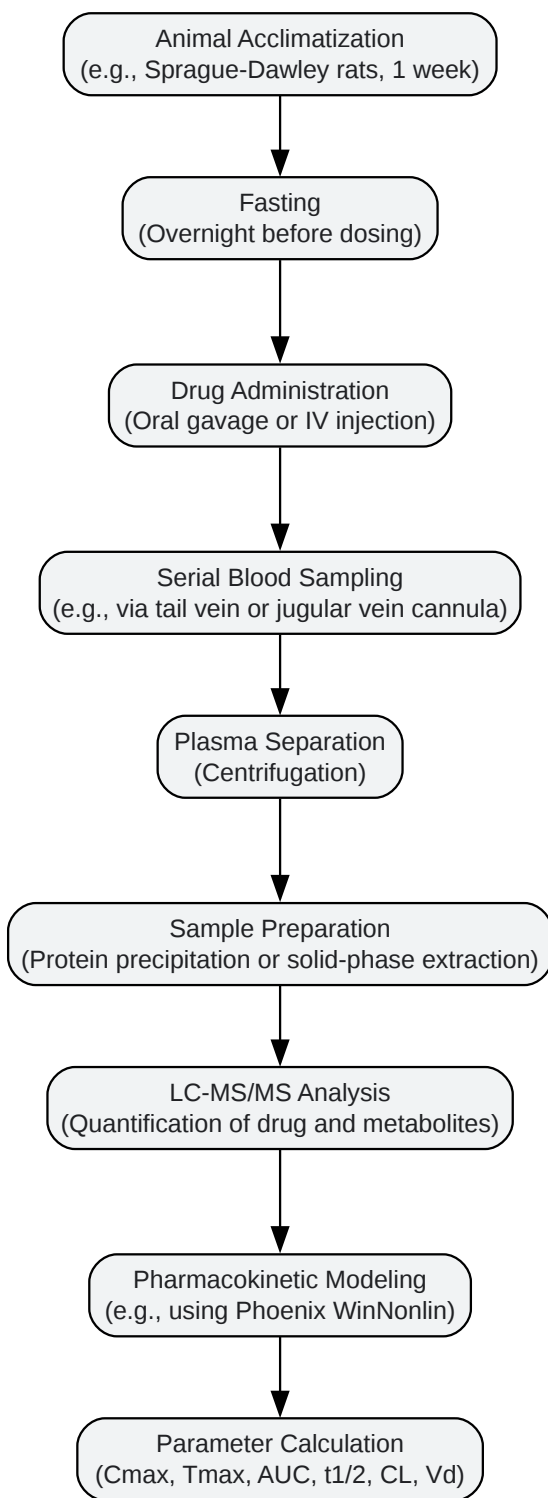 Animal Acclimatization
(e.g., Sprague-Dawley rats, 1 week)
Fasting
(Overnight before dosing)
Drug Administration
(Oral gavage or IV injection)
Serial Blood Sampling
(e.g., via tail vein or jugular vein cannula)
Plasma Separation
(Centrifugation)
Sample Preparation
(Protein precipitation or solid-phase extraction)
LC-MS/MS Analysis
(Quantification of drug and metabolites)
Pharmacokinetic Modeling
(e.g., using Phoenix WinNonlin)
Parameter Calculation
(Cmax, Tmax, AUC, t1/2, CL, Vd)